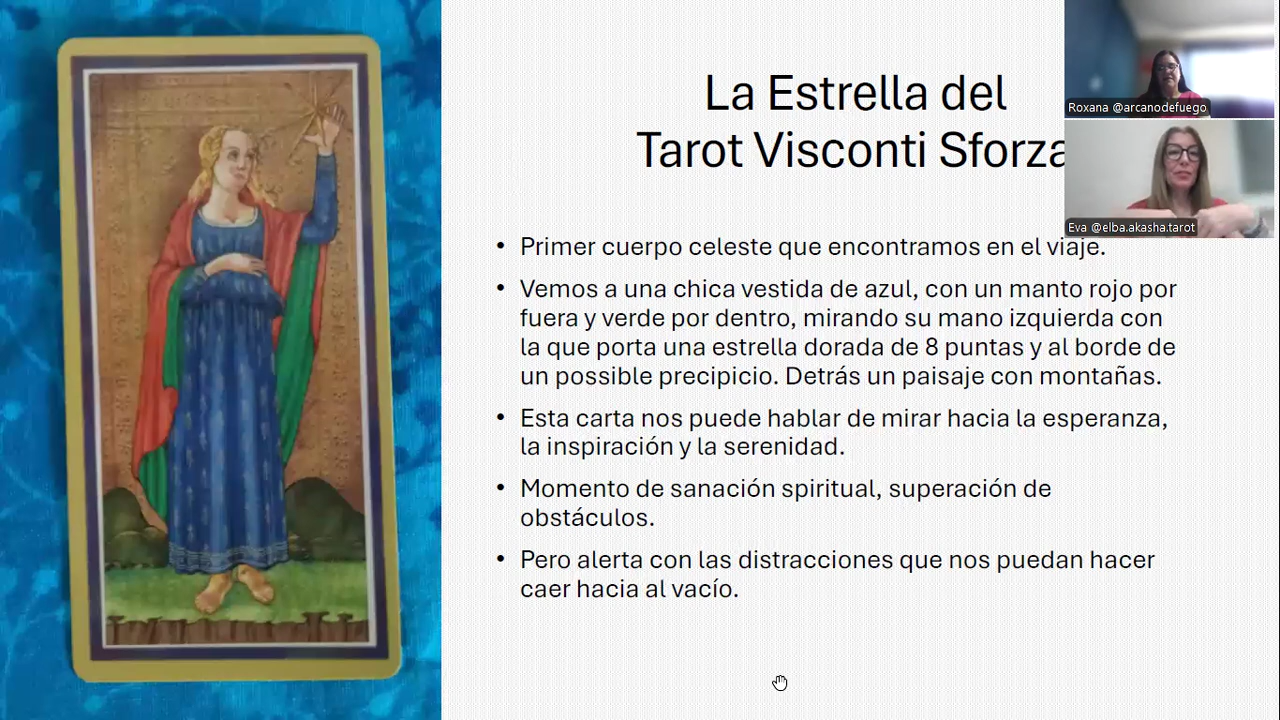 La Estrella del
Tarot Visconti Sforza
Roxana @arcanodefuego
Eva @elba.akasha.tarot
• Primer cuerpo celeste que encontramos en el viaje.
• Vemos a una chica vestida de azul, con un manto rojo por
fuera y verde por dentro, mirando su mano izquierda con
la que porta una estrella dorada de 8 puntas y al borde de
un possible precipicio. Detrás un paisaje con montañas.
• Esta carta nos puede hablar de mirar hacia la esperanza,
la inspiración y la serenidad.
• Momento de sanación spiritual, superación de
obstáculos.
• Pero alerta con las distracciones que nos puedan hacer
caer hacia al vacío.